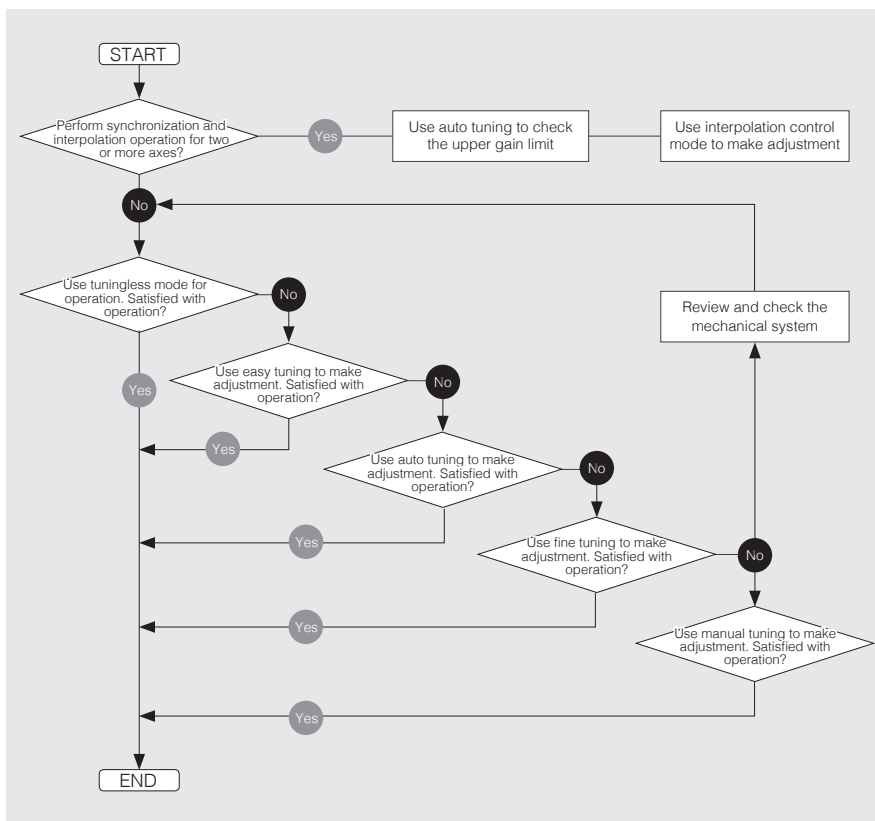 START
Perform synchronization and
interpolation operation for two
or more axes?
Yes
Use auto tuning to check
the upper gain limit
Use interpolation control
mode to make adjustment
No
Use tuningless mode for
operation. Satisfied with
operation?
No
Review and check the
mechanical system
Yes
Use easy tuning to make
adjustment. Satisfied with
operation?
No
Yes
Use auto tuning to make
adjustment. Satisfied with
operation?
No
Yes
Use fine tuning to make
adjustment. Satisfied with
operation?
No
Yes
Use manual tuning to make
adjustment. Satisfied with
operation?
Yes
END